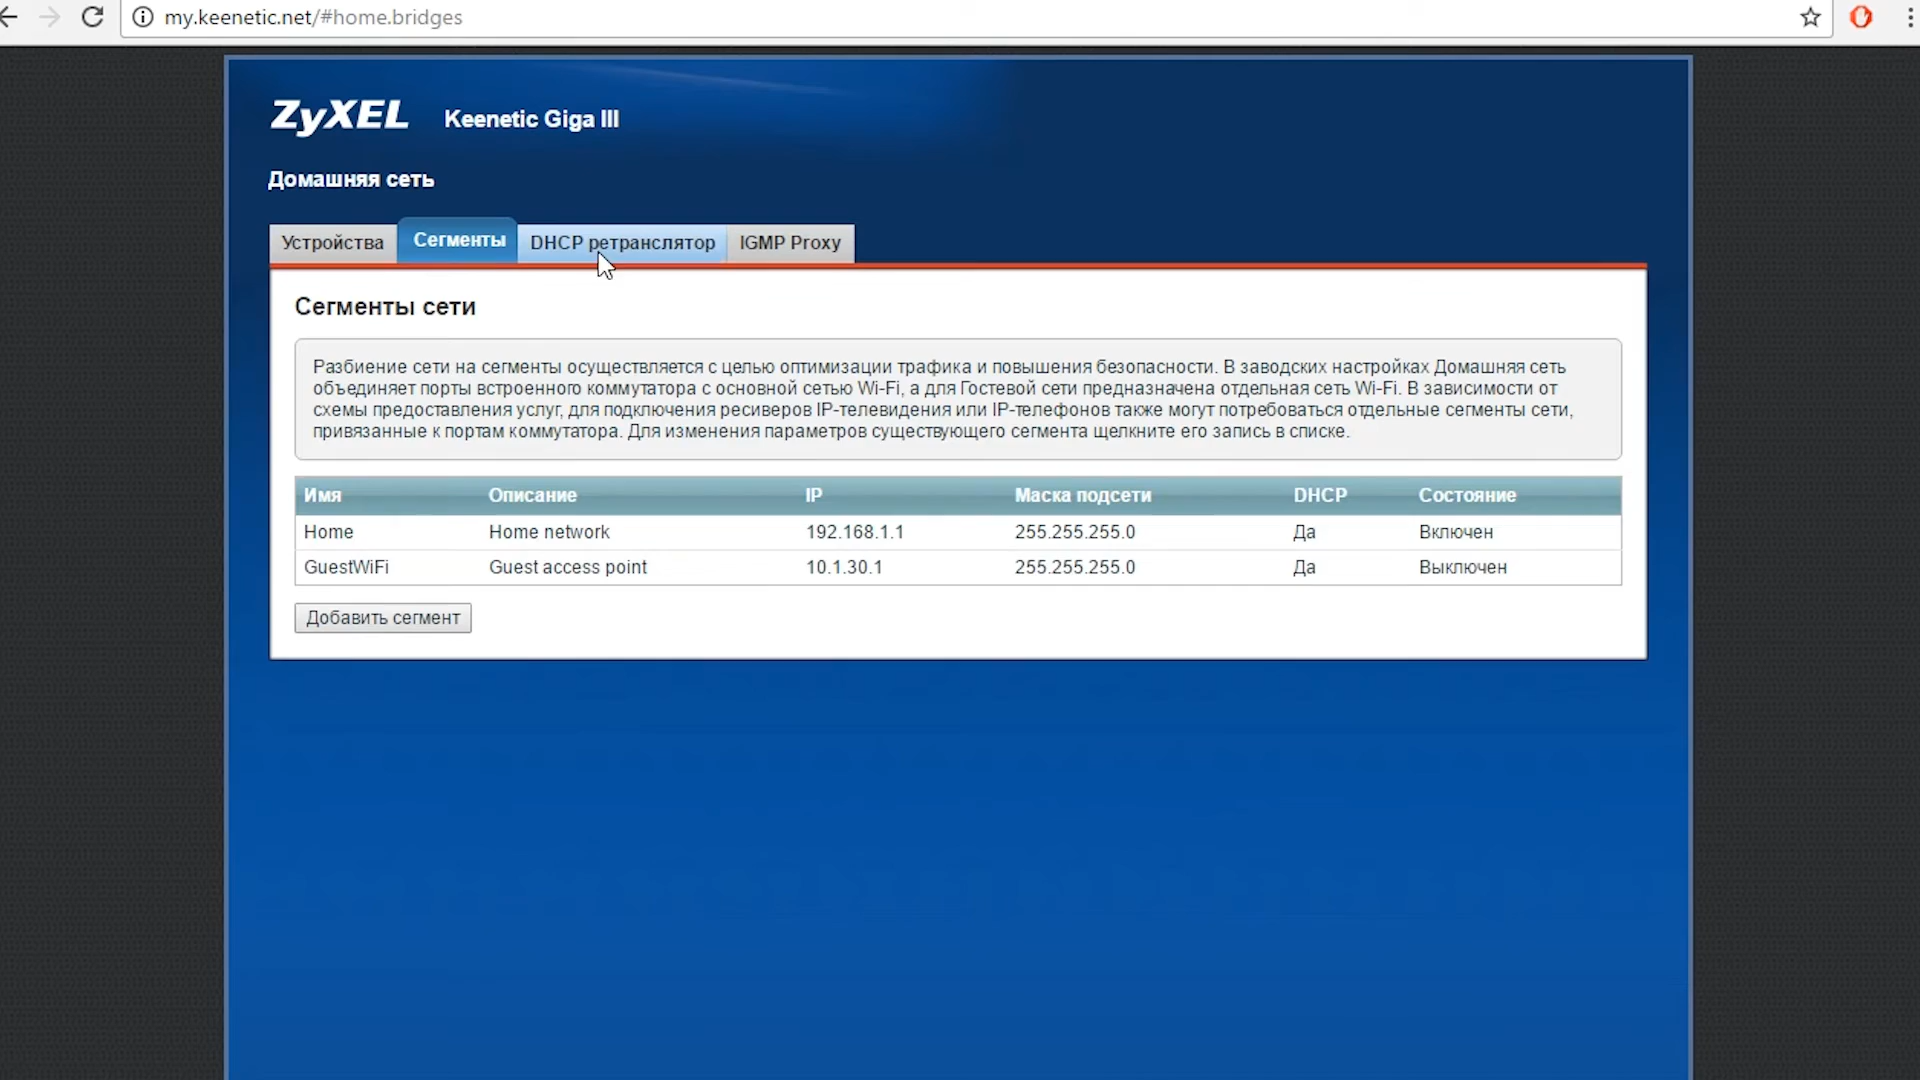 my.keenetic.net/#home.bridges
ZyXEL Keenetic Giga III
Домашняя сеть
Устройства Сегменты DHCP ретранслятор IGMP Proxy
Сегменты сети
Разбиение сети на сегменты осуществляется с целью оптимизации трафика и повышения безопасности. В заводских настройках Домашняя сеть
объединяет порты встроенного коммутатора с основной сетью Wi-Fi, а для Гостевой сети предназначена отдельная сеть Wi-Fi. В зависимости от
схемы предоставления услуг, для подключения ресиверов IP-телевидения или IP-телефонов также могут потребоваться отдельные сегменты сети,
привязанные к портам коммутатора. Для изменения параметров существующего сегмента щелкните его запись в списке.
Имя Описание IP Маска подсети DHCP Состояние
Home Home network 192.168.1.1 255.255.255.0 Да Включен
GuestWiFi Guest access point 10.1.30.1 255.255.255.0 Да Выключен
Добавить сегмент